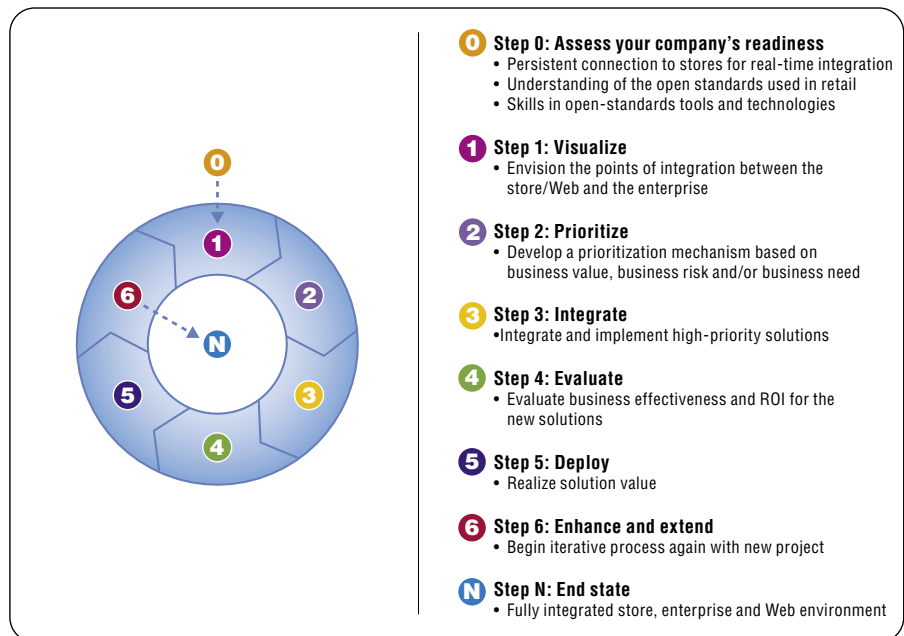 0
1
2
3
4
5
6
N
0 Step 0: Assess your company's readiness
• Persistent connection to stores for real-time integration
• Understanding of the open standards used in retail
• Skills in open-standards tools and technologies
1 Step 1: Visualize
• Envision the points of integration between the
store/Web and the enterprise
2 Step 2: Prioritize
• Develop a prioritization mechanism based on
business value, business risk and/or business need
3 Step 3: Integrate
•Integrate and implement high-priority solutions
4 Step 4: Evaluate
• Evaluate business effectiveness and ROI for the
new solutions
5 Step 5: Deploy
• Realize solution value
6 Step 6: Enhance and extend
• Begin iterative process again with new project
N Step N: End state
• Fully integrated store, enterprise and Web environment